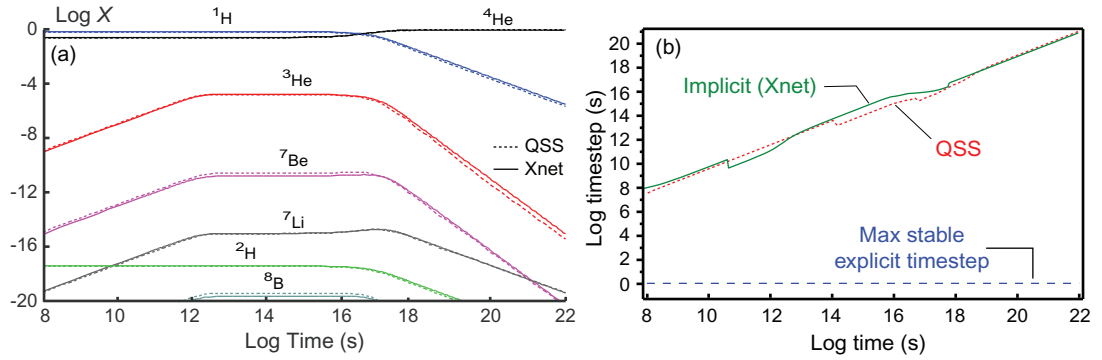 Log X
(a)
¹H
⁴He
³He
⁷Be
⁷Li
²H
⁸B
QSS
Xnet
0
-4
-8
-12
-16
-20
8 10 12 14 16 18 20 22
Log Time (s)
(b)
Implicit (Xnet)
QSS
Max stable
explicit timestep
Log timestep (s)
20
18
16
14
12
10
8
6
4
2
0
8 10 12 14 16 18 20 22
Log time (s)